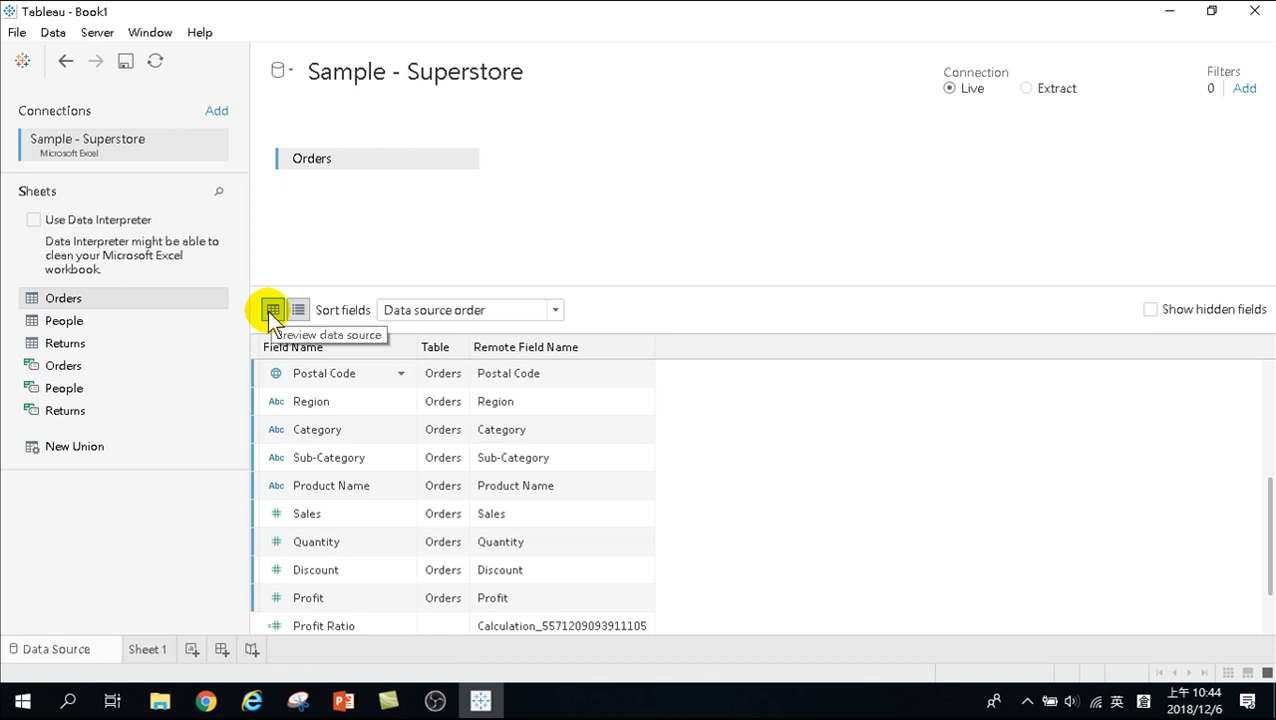 Tableau - Book1
File Data Server Window Help
Connections Add
Sample - Superstore
Microsoft Excel
Sheets
Use Data Interpreter
Data Interpreter might be able to
clean your Microsoft Excel
workbook.
Orders
People
Returns
Orders
People
Returns
New Union
Sample - Superstore
Connection
Live Extract
Filters
0 Add
Orders
Sort fields Data source order Show hidden fields
Preview data source
Field Name Table Remote Field Name
Postal Code Orders Postal Code
Abc Region Orders Region
Abc Category Orders Category
Abc Sub-Category Orders Sub-Category
Abc Product Name Orders Product Name
# Sales Orders Sales
# Quantity Orders Quantity
# Discount Orders Discount
# Profit Orders Profit
=# Profit Ratio Calculation_5571209093911105
Data Source Sheet 1
英
上午 10:44
2018/12/6